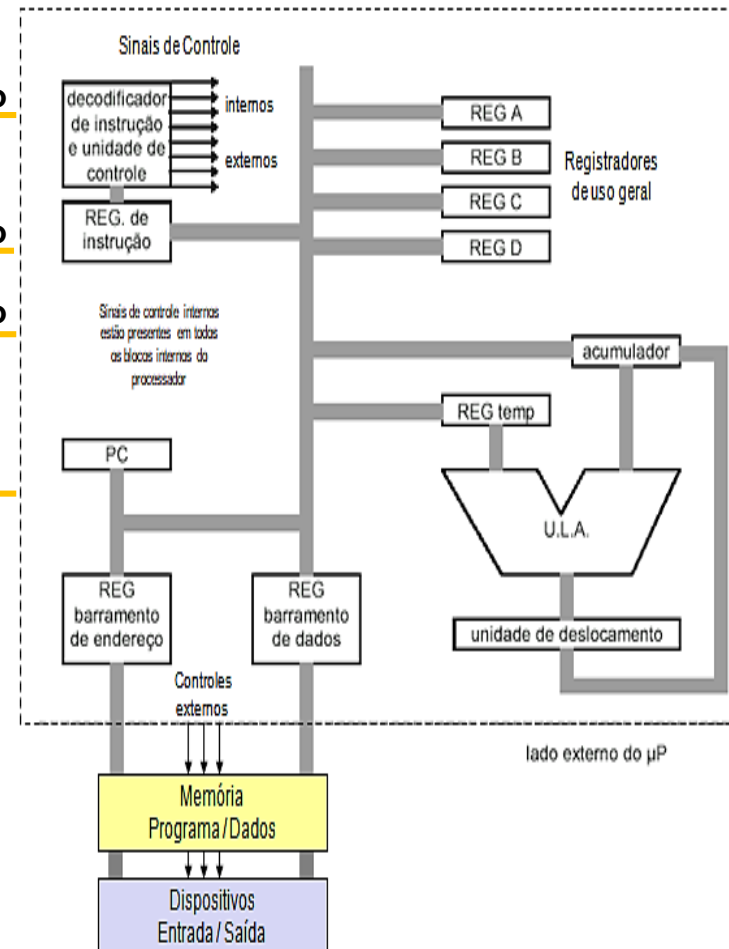 Sinais de Controle
decodificador
de instrução
e unidade de
controle
internos
externos
REG. de
instrução
REG A
REG B
REG C
REG D
Registradores
de uso geral
Sinais de controle internos
estão presentes em todos
os blocos internos do
processador
acumulador
REG temp
PC
U.L.A.
REG
barramento
de endereço
REG
barramento
de dados
unidade de deslocamento
Controles
externos
lado externo do µP
Memória
Programa/Dados
Dispositivos
Entrada/Saída